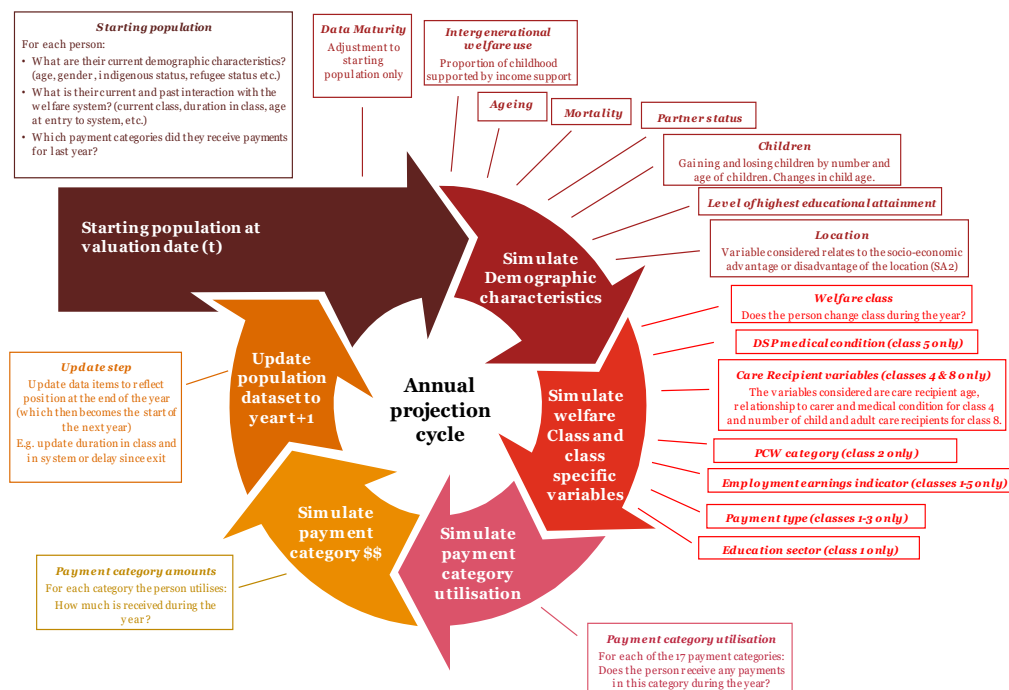 Starting population
For each person:
• What are their current demographic characteristics?
(age, gender, indigenous status, refugee status etc.)
• What is their current and past interaction with the
welfare system? (current class, duration in class, age
at entry to system, etc.)
• Which payment categories did they receive payments
for last year?
Data Maturity
Adjustment to
starting
population only
Intergenerational
welfare use
Proportion of childhood
supported by income support
Ageing
Mortality
Partner status
Children
Gaining and losing children by number and
age of children. Changes in child age.
Level of highest educational attainment
Location
Variable considered relates to the socio-economic
advantage or disadvantage of the location (SA2)
Starting population at
valuation date (t)
Simulate
Demographic
characteristics
Welfare class
Does the person change class during the year?
DSP medical condition (class 5 only)
Care Recipient variables (classes 4 & 8 only)
The variables considered are care recipient age,
relationship to carer and medical condition for class 4
and number of child and adult care recipients for class 8.
PCW category (class 2 only)
Employment earnings indicator (classes 1-5 only)
Payment type (classes 1-3 only)
Education sector (class 1 only)
Simulate
welfare
Class and
class
specific
variables
Annual
projection
cycle
Update
population
dataset to
year t+1
Update step
Update data items to reflect
position at the end of the year
(which then becomes the start of
the next year)
E.g. update duration in class and
in system or delay since exit
Simulate
payment
category $$
Simulate
payment
category
utilisation
Payment category amounts
For each category the person utilises:
How much is received during the
year?
Payment category utilisation
For each of the 17 payment categories:
Does the person receive any payments
in this category during the year?